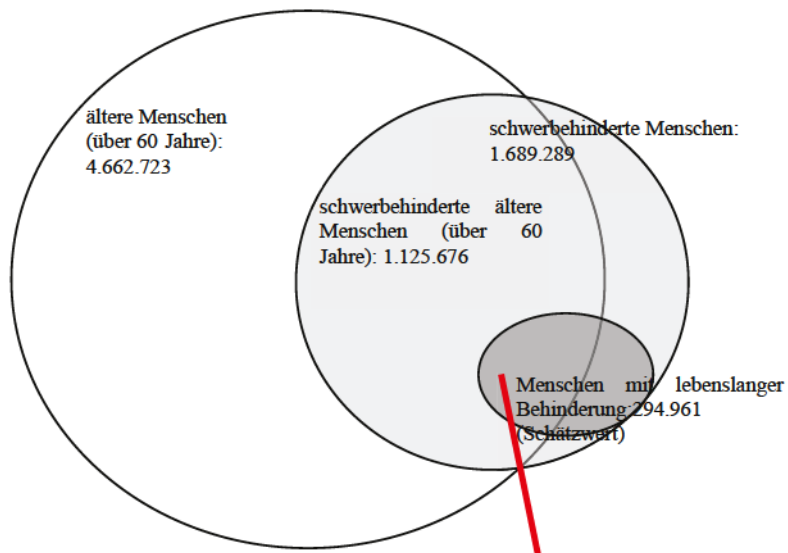 ältere Menschen
(über 60 Jahre):
4.662.723
schwerbehinderte Menschen:
1.689.289
schwerbehinderte ältere
Menschen (über 60
Jahre): 1.125.676
Menschen mit lebenslanger
Behinderung:294.961
(Schätzwert)